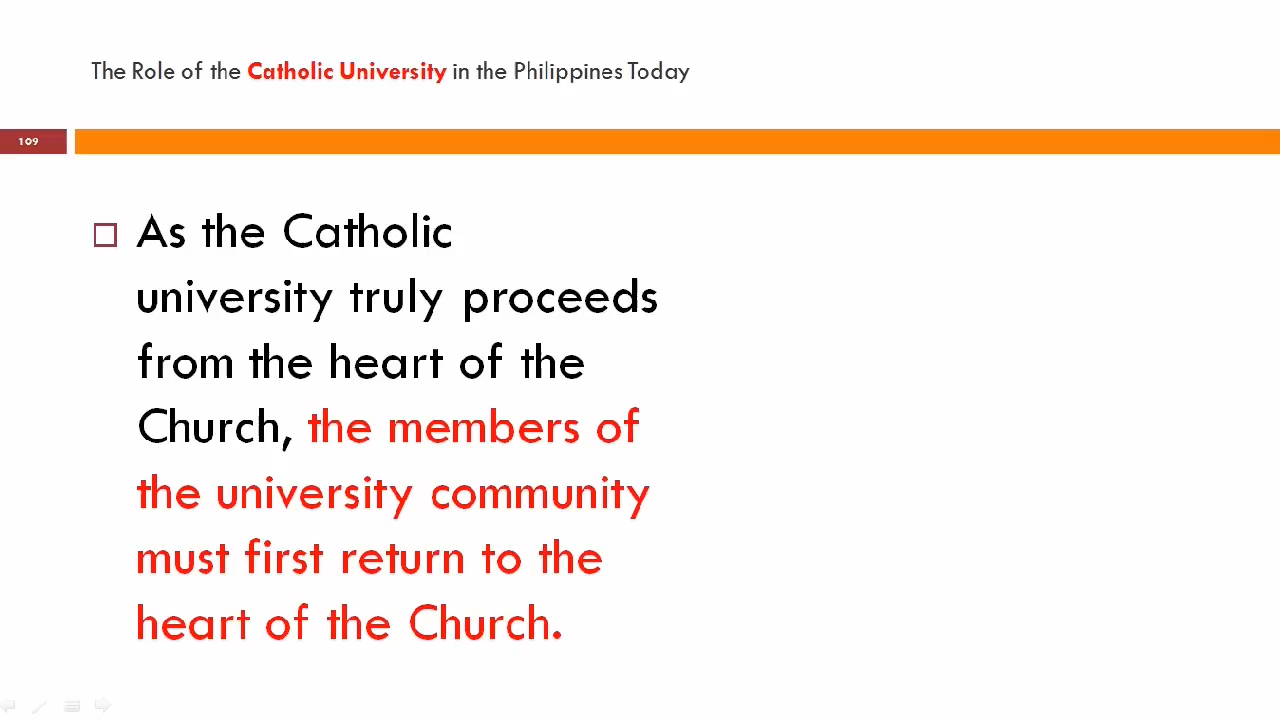 The Role of the Catholic University in the Philippines Today
109
As the Catholic
university truly proceeds
from the heart of the
Church, the members of
the university community
must first return to the
heart of the Church.